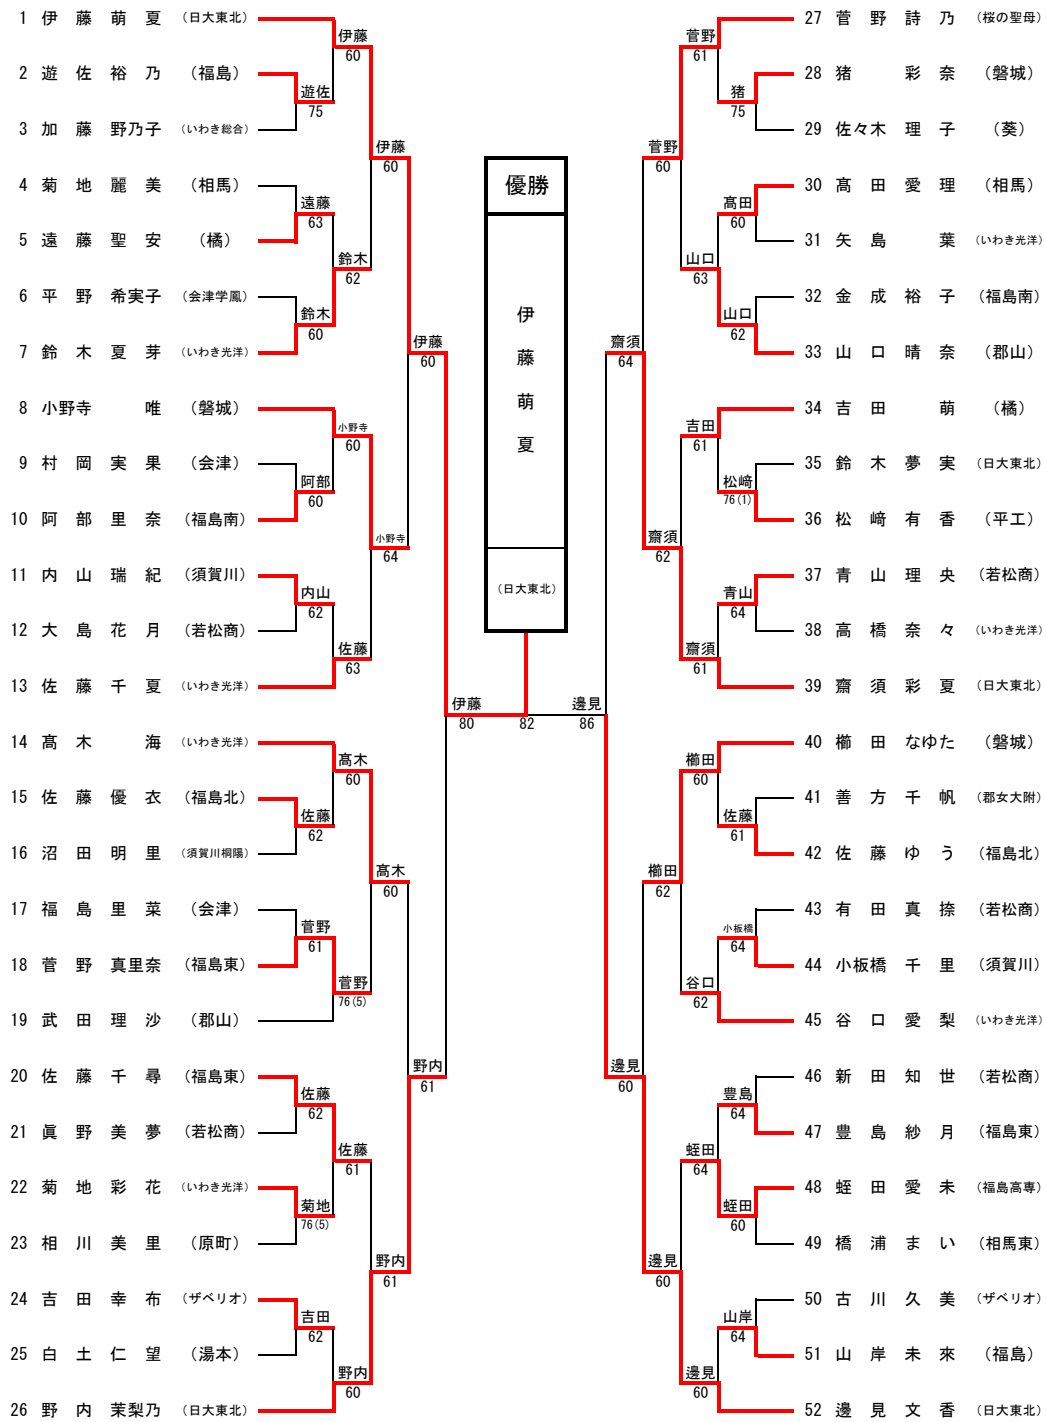 1 伊藤萌夏 (日大東北)
2 遊佐裕乃 (福島)
3 加藤野乃子 (いわき総合)
4 菊地麗美 (相馬)
5 遠藤聖安 (橘)
6 平野希実子 (会津学鳳)
7 鈴木夏芽 (いわき光洋)
8 小野寺唯 (磐城)
9 村岡実果 (会津)
10 阿部里奈 (福島南)
11 内山瑞紀 (須賀川)
12 大島花月 (若松商)
13 佐藤千夏 (いわき光洋)
14 髙木海 (いわき光洋)
15 佐藤優衣 (福島北)
16 沼田明里 (須賀川桐陽)
17 福島里菜 (会津)
18 菅野真里奈 (福島東)
19 武田理沙 (郡山)
20 佐藤千尋 (福島東)
21 眞野美夢 (若松商)
22 菊地彩花 (いわき光洋)
23 相川美里 (原町)
24 吉田幸布 (ザベリオ)
25 白土仁望 (湯本)
26 野内茉梨乃 (日大東北)
遊佐
75
遠藤
63
鈴木
60
阿部
60
内山
62
佐藤
62
菅野
61
佐藤
62
菊地
76(5)
吉田
62
伊藤
60
鈴木
62
小野寺
60
佐藤
63
髙木
60
菅野
76(5)
佐藤
61
野内
60
伊藤
60
小野寺
64
髙木
60
野内
61
伊藤
60
野内
61
伊藤
80
優勝
伊藤萌夏
(日大東北)
82
邊見
86
齋須
64
邊見
60
菅野
60
齋須
62
櫛田
62
邊見
60
菅野
61
山口
63
吉田
61
齋須
61
櫛田
60
谷口
62
蛭田
64
邊見
60
猪
75
髙田
60
山口
62
松﨑
76(1)
青山
64
佐藤
61
小板橋
64
豊島
64
蛭田
60
山岸
64
27 菅野詩乃 (桜の聖母)
28 猪彩奈 (磐城)
29 佐々木理子 (葵)
30 髙田愛理 (相馬)
31 矢島葉 (いわき光洋)
32 金成裕子 (福島南)
33 山口晴奈 (郡山)
34 吉田萌 (橘)
35 鈴木夢実 (日大東北)
36 松﨑有香 (平工)
37 青山理央 (若松商)
38 高橋奈々 (いわき光洋)
39 齋須彩夏 (日大東北)
40 櫛田なゆた (磐城)
41 善方千帆 (郡女大附)
42 佐藤ゆう (福島北)
43 有田真捺 (若松商)
44 小板橋千里 (須賀川)
45 谷口愛梨 (いわき光洋)
46 新田知世 (若松商)
47 豊島紗月 (福島東)
48 蛭田愛未 (福島高専)
49 橋浦まい (相馬東)
50 古川久美 (ザベリオ)
51 山岸未來 (福島)
52 邊見文香 (日大東北)